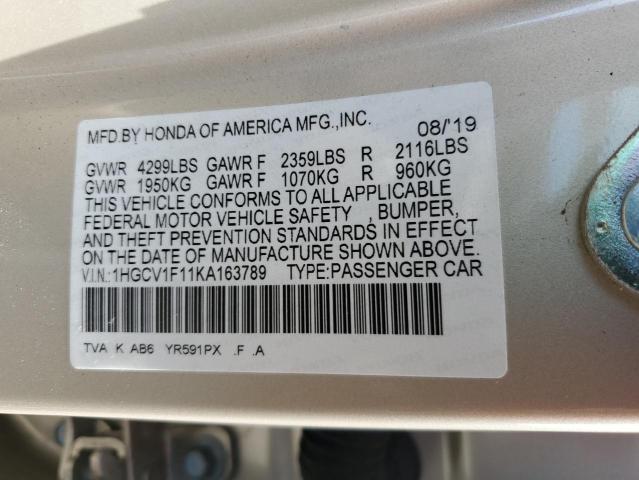 MFD.BY HONDA OF AMERICA MFG.,INC. 08/'19
GVWR 4299LBS GAWR F 2359LBS R 2116LBS
GVWR 1950KG GAWR F 1070KG R 960KG
THIS VEHICLE CONFORMS TO ALL APPLICABLE
FEDERAL MOTOR VEHICLE SAFETY , BUMPER,
AND THEFT PREVENTION STANDARDS IN EFFECT
ON THE DATE OF MANUFACTURE SHOWN ABOVE.
V.I.N.:1HGCV1F11KA163789 TYPE:PASSENGER CAR
TVA K AB6 YR591PX .F .A